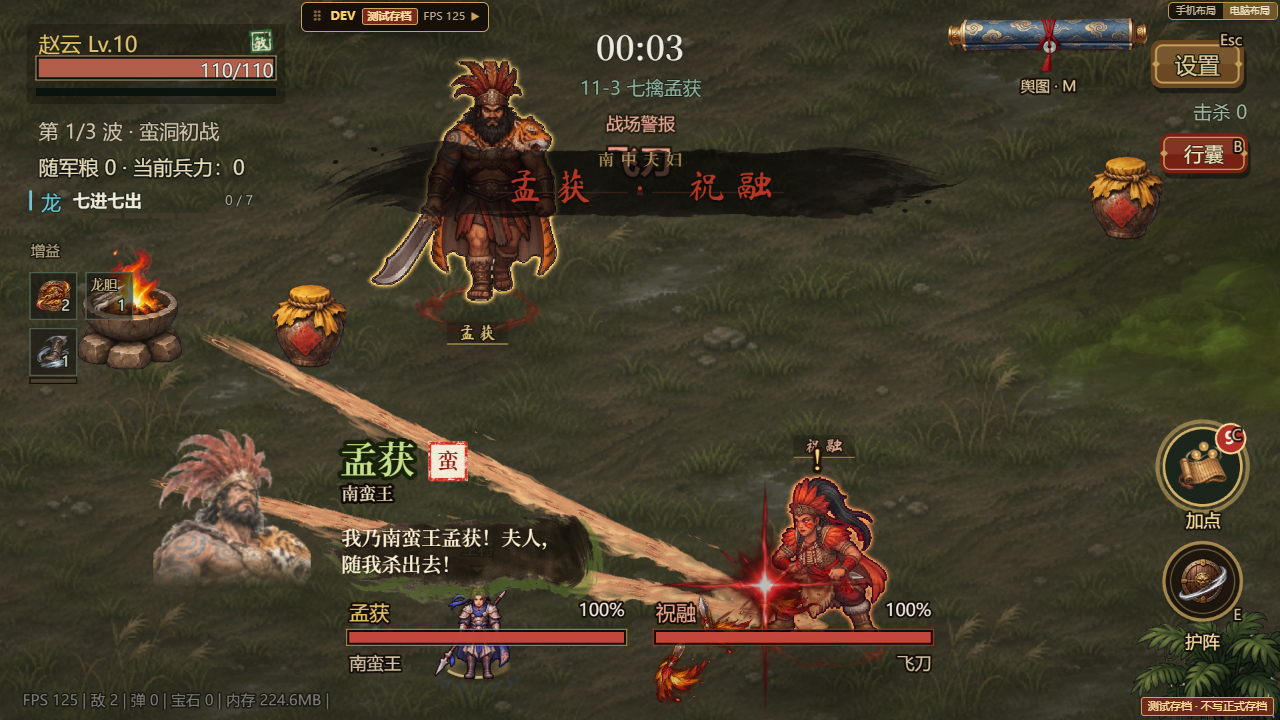 DEV 测试存档 FPS 125 ▶
手机布局 电脑布局
赵云 Lv.10 敌
110/110
00:03
11-3 七擒孟获
战场警报
飞刀
南中夫妇
孟获 · 祝融
舆图 · M
Esc
设置
击杀 0
行囊 B
第 1/3 波 · 蛮洞初战
随军粮 0 · 当前兵力: 0
龙 七进七出 0 / 7
增益
2
龙胆
1
1
孟获
孟获 蛮
南蛮王
我乃南蛮王孟获！夫人，
随我杀出去！
祝融
!
孟获 100%
南蛮王
祝融 100%
飞刀
C
加点
E
护阵
FPS 125 | 敌 2 | 弹 0 | 宝石 0 | 内存 224.6MB |
测试存档 · 不写正式存档